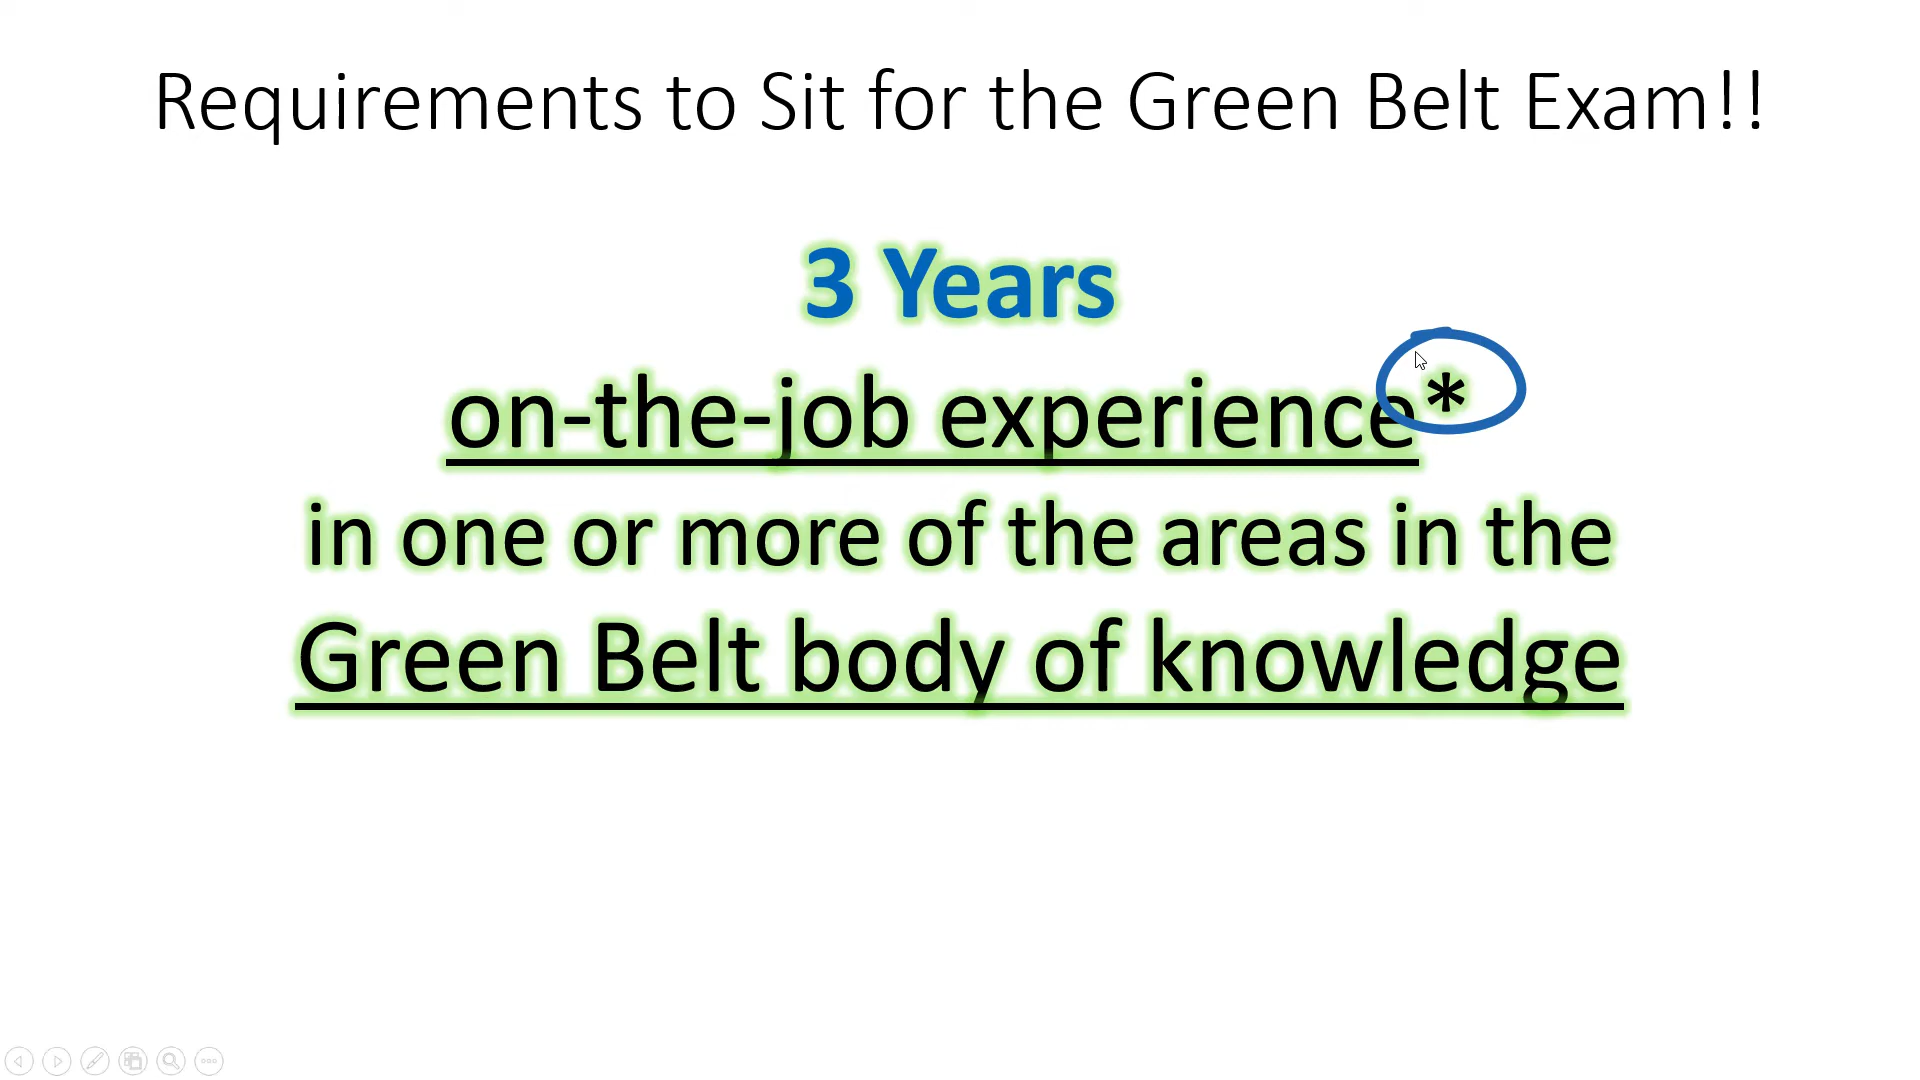 Requirements to Sit for the Green Belt Exam!!
3 Years
on-the-job experience*
in one or more of the areas in the
Green Belt body of knowledge